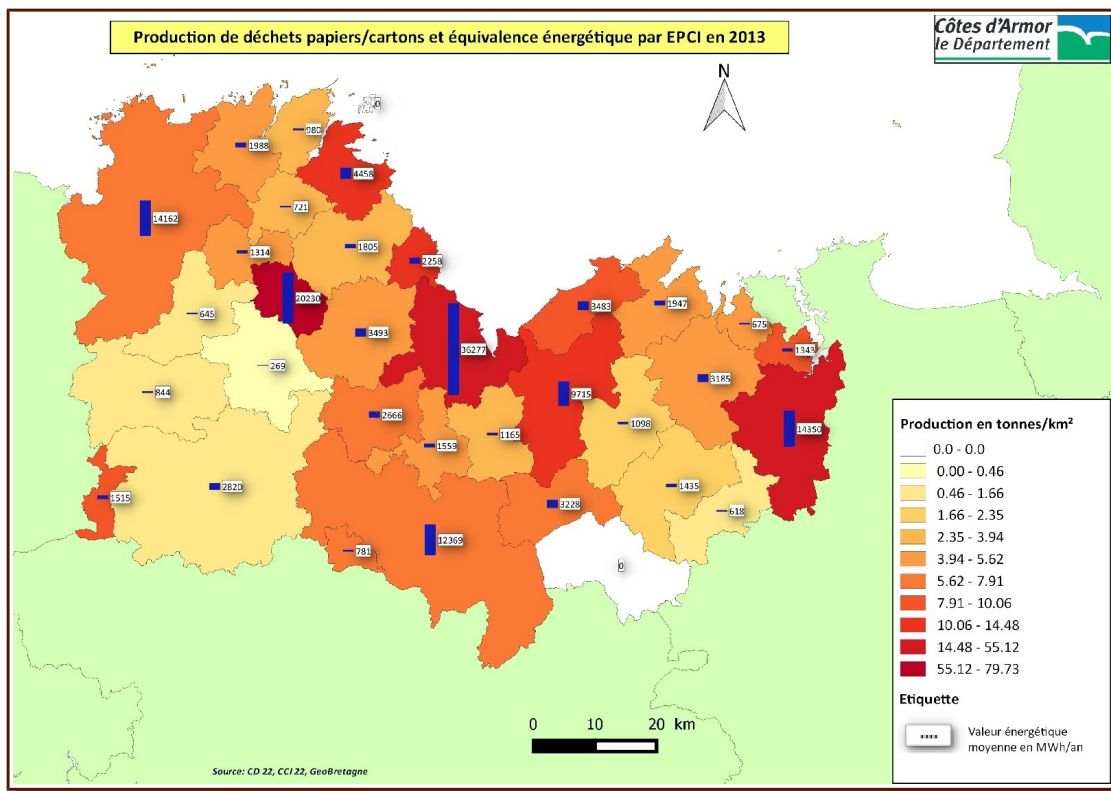 Production de déchets papiers/cartons et équivalence énergétique par EPCI en 2013
Côtes d'Armor
le Département
N
0
980
1988
4458
14162
721
1805
1314
2258
20230
3483
1947
645
3493
675
36277
1343
269
3185
844
9715
2666
14350
1098
1165
1559
1515
2820
1435
3228
618
12369
781
0
Production en tonnes/km²
0.0 - 0.0
0.00 - 0.46
0.46 - 1.66
1.66 - 2.35
2.35 - 3.94
3.94 - 5.62
5.62 - 7.91
7.91 - 10.06
10.06 - 14.48
14.48 - 55.12
55.12 - 79.73
Etiquette
Valeur énergétique
moyenne en MWh/an
0 10 20 km
Source: CD 22, CCI 22, GeoBretagne